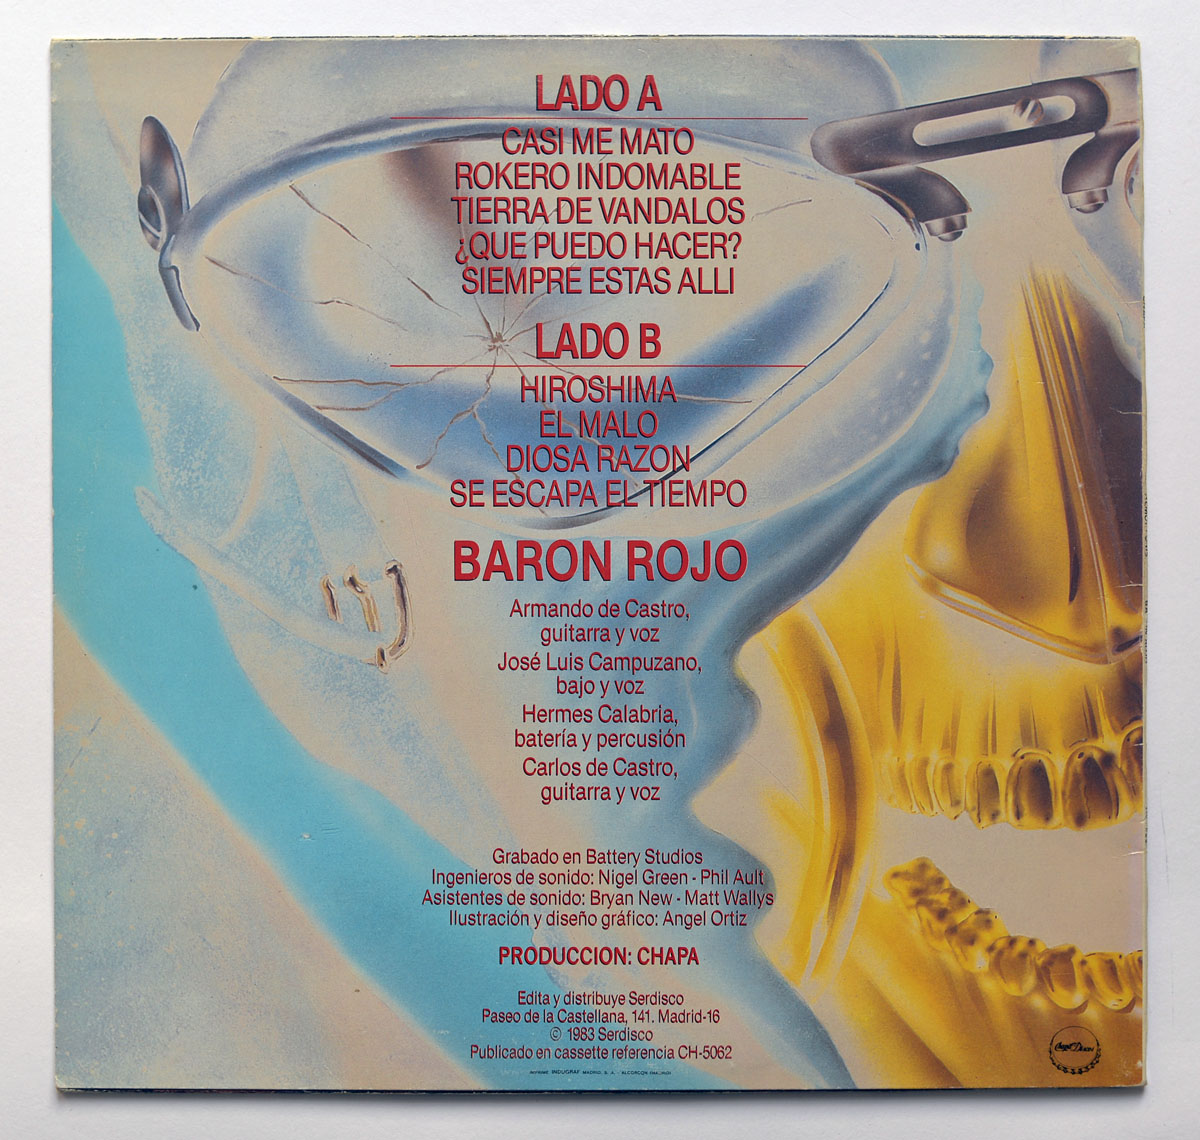 LADO A
CASI ME MATO
ROKERO INDOMABLE
TIERRA DE VANDALOS
¿QUE PUEDO HACER?
SIEMPRE ESTAS ALLI
LADO B
HIROSHIMA
EL MALO
DIOSA RAZON
SE ESCAPA EL TIEMPO
BARON ROJO
Armando de Castro,
guitarra y voz
José Luis Campuzano,
bajo y voz
Hermes Calabria,
batería y percusión
Carlos de Castro,
guitarra y voz
Grabado en Battery Studios
Ingenieros de sonido: Nigel Green - Phil Ault
Asistentes de sonido: Bryan New - Matt Wallys
Ilustración y diseño gráfico: Angel Ortiz
PRODUCCION: CHAPA
Edita y distribuye Serdisco
Paseo de la Castellana, 141. Madrid-16
© 1983 Serdisco
Publicado en cassette referencia CH-5062
IMPRIME INDUGRAF MADRID, S. A. - ALCORCON